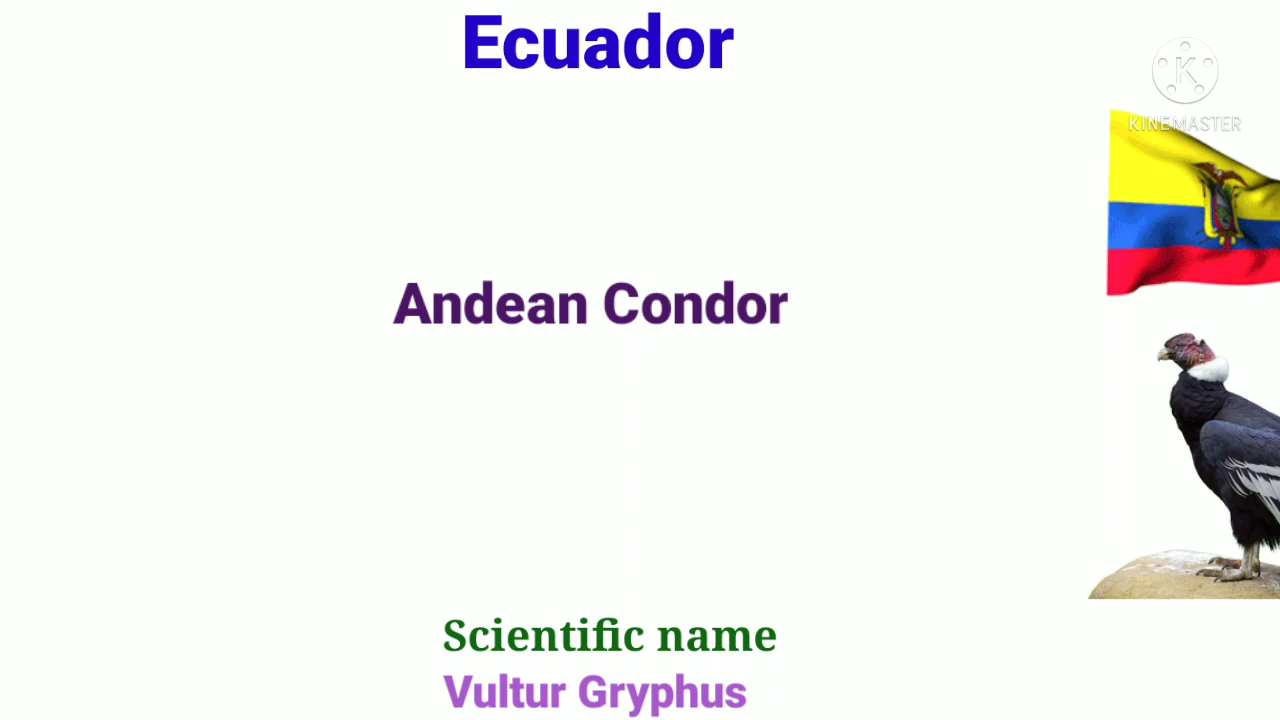 Ecuador
K
KINEMASTER
Andean Condor
Scientific name
Vultur Gryphus